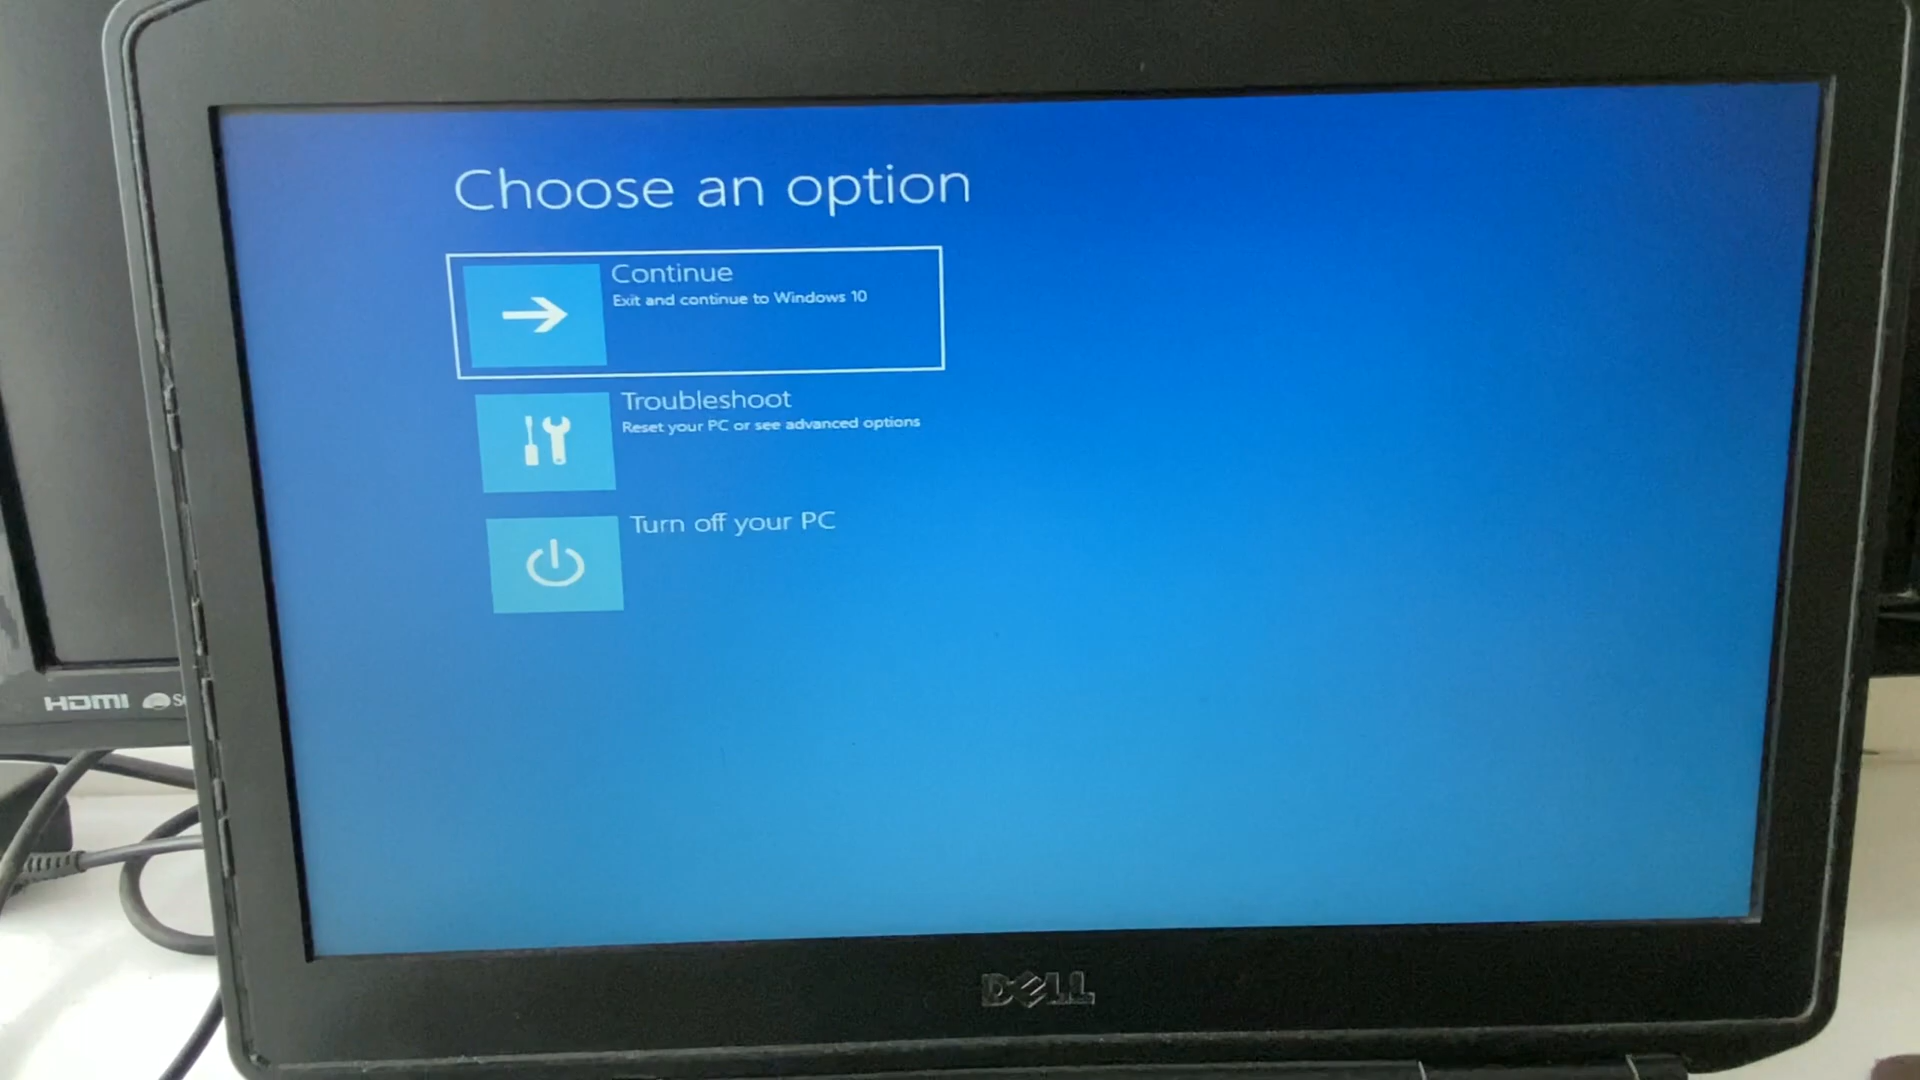 Choose an option
Continue
Exit and continue to Windows 10
Troubleshoot
Reset your PC or see advanced options
Turn off your PC
HDMI
DELL